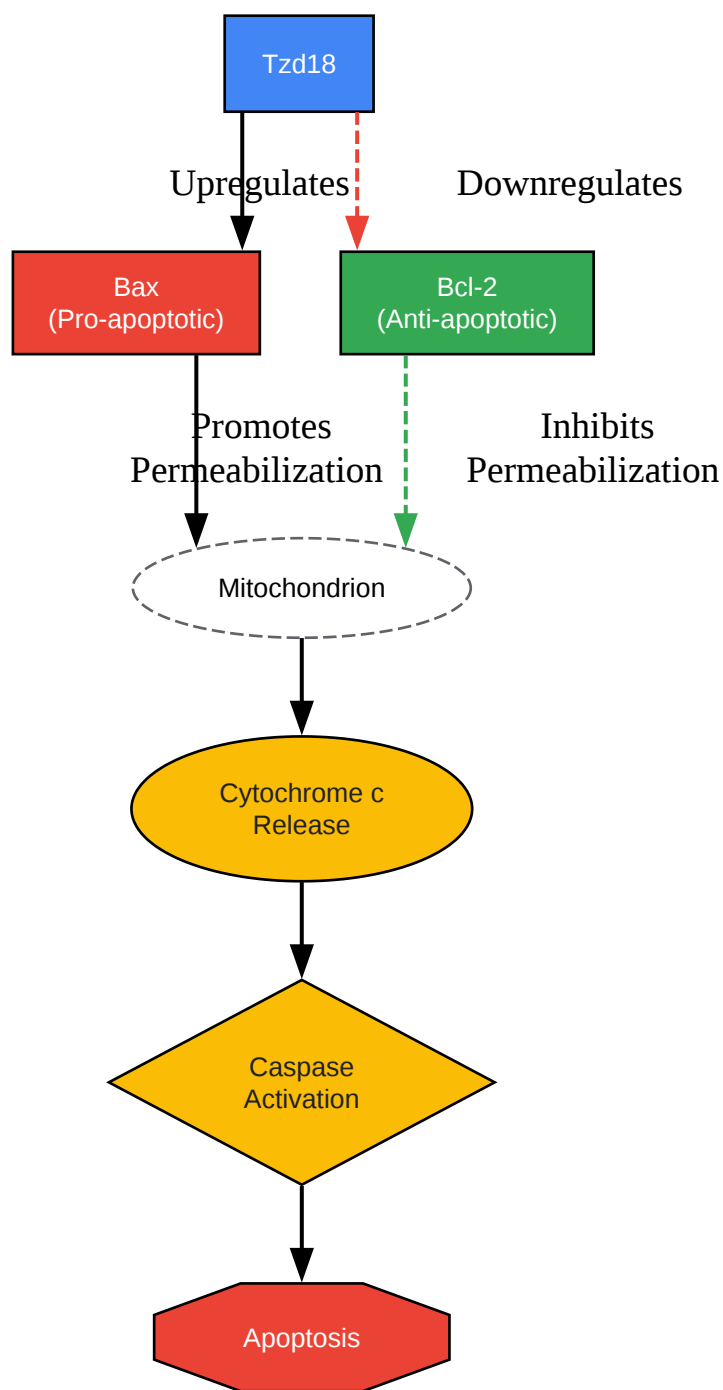 Tzd18
Upregulates
Downregulates
Bax
(Pro-apoptotic)
Bcl-2
(Anti-apoptotic)
Promotes
Permeabilization
Inhibits
Permeabilization
Mitochondrion
Cytochrome c
Release
Caspase
Activation
Apoptosis